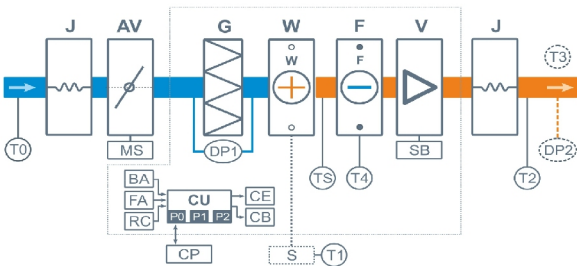 J AV G W F V J
W F T3
T0 MS DP1 TS T4 SB T2 DP2
BA CU CE
FA
RC P0 P1 P2 CB
CP S T1